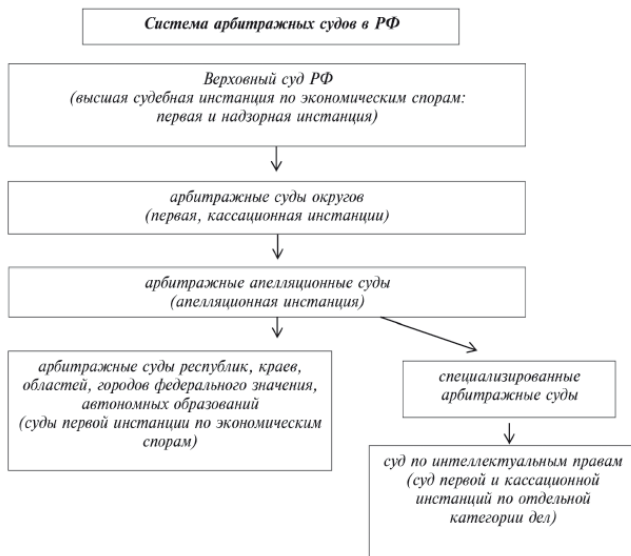 Система арбитражных судов в РФ
Верховный суд РФ
(высшая судебная инстанция по экономическим спорам:
первая и надзорная инстанция)
арбитражные суды округов
(первая, кассационная инстанции)
арбитражные апелляционные суды
(апелляционная инстанция)
арбитражные суды республик, краев,
областей, городов федерального значения,
автономных образований
(суды первой инстанции по экономическим
спорам)
специализированные
арбитражные суды
суд по интеллектуальным правам
(суд первой и кассационной
инстанций по отдельной
категории дел)